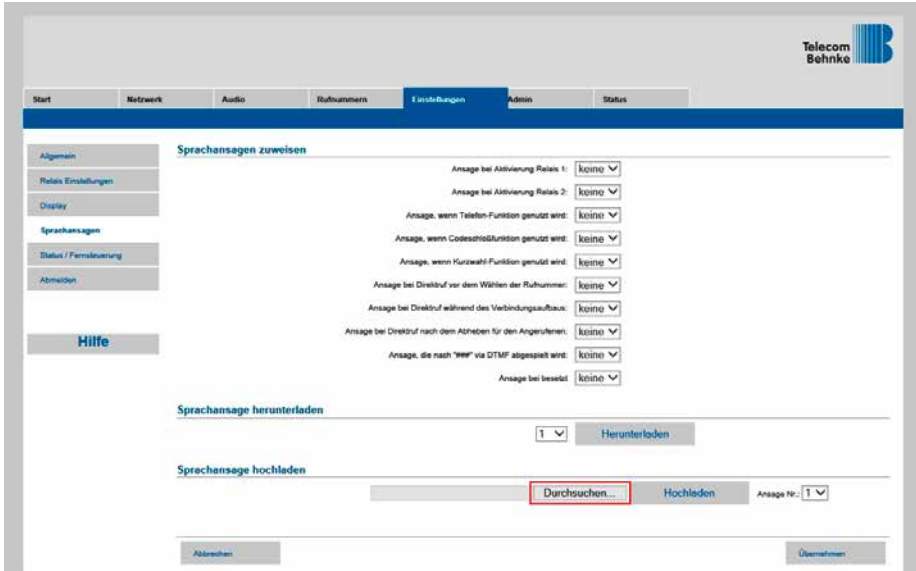 Telecom
Behnke
Start
Netzwerk
Audio
Rufnummern
Einstellungen
Admin
Status
Allgemein
Relais Einstellungen
Display
Sprachansagen
Status / Fernsteuerung
Abmelden
Hilfe
Sprachansagen zuweisen
Ansage bei Aktivierung Relais 1: keine
Ansage bei Aktivierung Relais 2: keine
Ansage, wenn Telefon-Funktion genutzt wird: keine
Ansage, wenn Codeschloßfunktion genutzt wird: keine
Ansage, wenn Kurzwahl-Funktion genutzt wird: keine
Ansage bei Direktruf vor dem Wählen der Rufnummer: keine
Ansage bei Direktruf während des Verbindungsaufbaus: keine
Ansage bei Direktruf nach dem Abheben für den Angerufenen: keine
Ansage, die nach "###" via DTMF abgespielt wird: keine
Ansage bei besetzt keine
Sprachansage herunterladen
1 Herunterladen
Sprachansage hochladen
Durchsuchen... Hochladen Ansage Nr.: 1
Abbrechen
Übernehmen